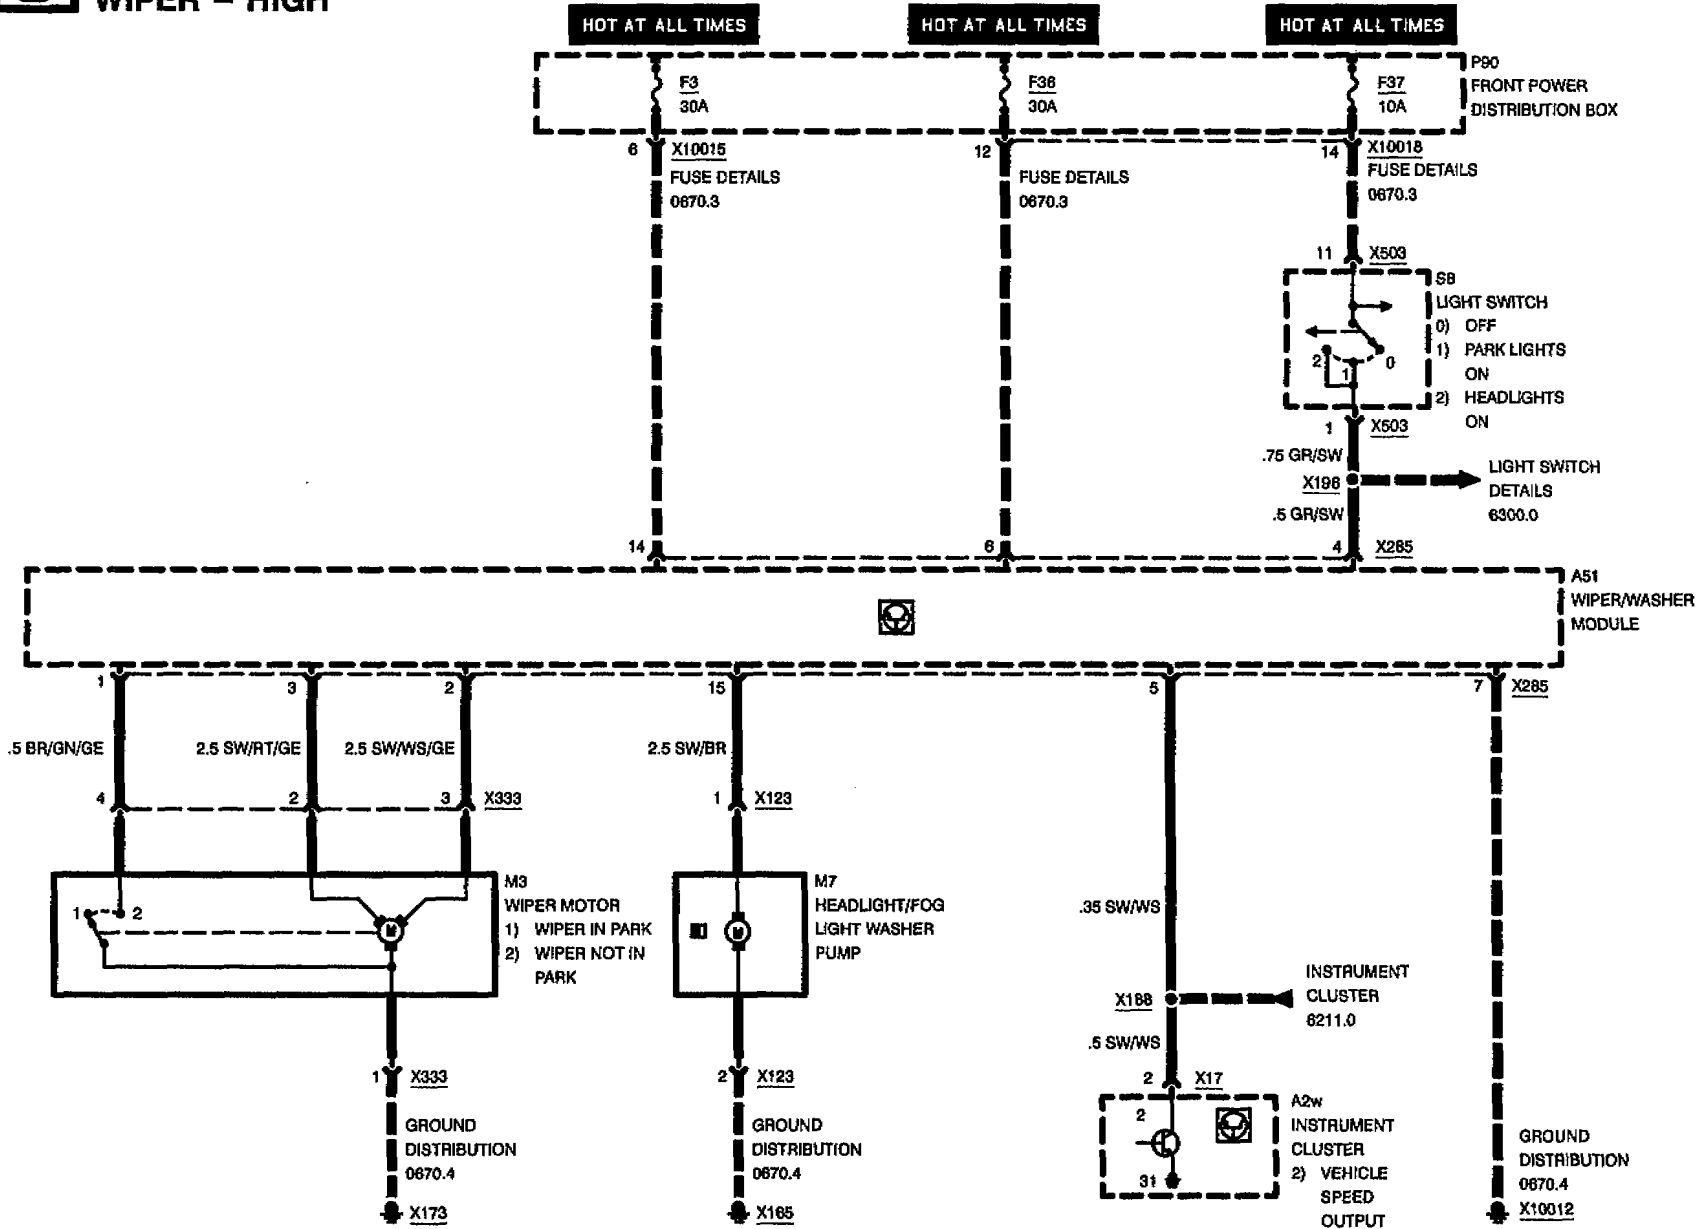 WIPER – HIGH
HOT AT ALL TIMES
HOT AT ALL TIMES
HOT AT ALL TIMES
F3
30A
F36
30A
F37
10A
P90
FRONT POWER
DISTRIBUTION BOX
6
X10015
FUSE DETAILS
0670.3
12
FUSE DETAILS
0670.3
14
X10018
FUSE DETAILS
0670.3
11
X503
S8
LIGHT SWITCH
0) OFF
1) PARK LIGHTS
ON
2) HEADLIGHTS
ON
2
1
0
1
X503
.75 GR/SW
X196
LIGHT SWITCH
DETAILS
6300.0
.5 GR/SW
14
6
4
X285
A51
WIPER/WASHER
MODULE
1
3
2
15
5
7
X285
.5 BR/GN/GE
2.5 SW/RT/GE
2.5 SW/WS/GE
2.5 SW/BR
4
2
3
X333
1
X123
M3
WIPER MOTOR
1) WIPER IN PARK
2) WIPER NOT IN
PARK
1
2
M
M7
HEADLIGHT/FOG
LIGHT WASHER
PUMP
M
.35 SW/WS
X188
INSTRUMENT
CLUSTER
6211.0
.5 SW/WS
1
X333
GROUND
DISTRIBUTION
0670.4
X173
2
X123
GROUND
DISTRIBUTION
0670.4
X165
2
X17
2
31
A2w
INSTRUMENT
CLUSTER
2) VEHICLE
SPEED
OUTPUT
GROUND
DISTRIBUTION
0670.4
X10012